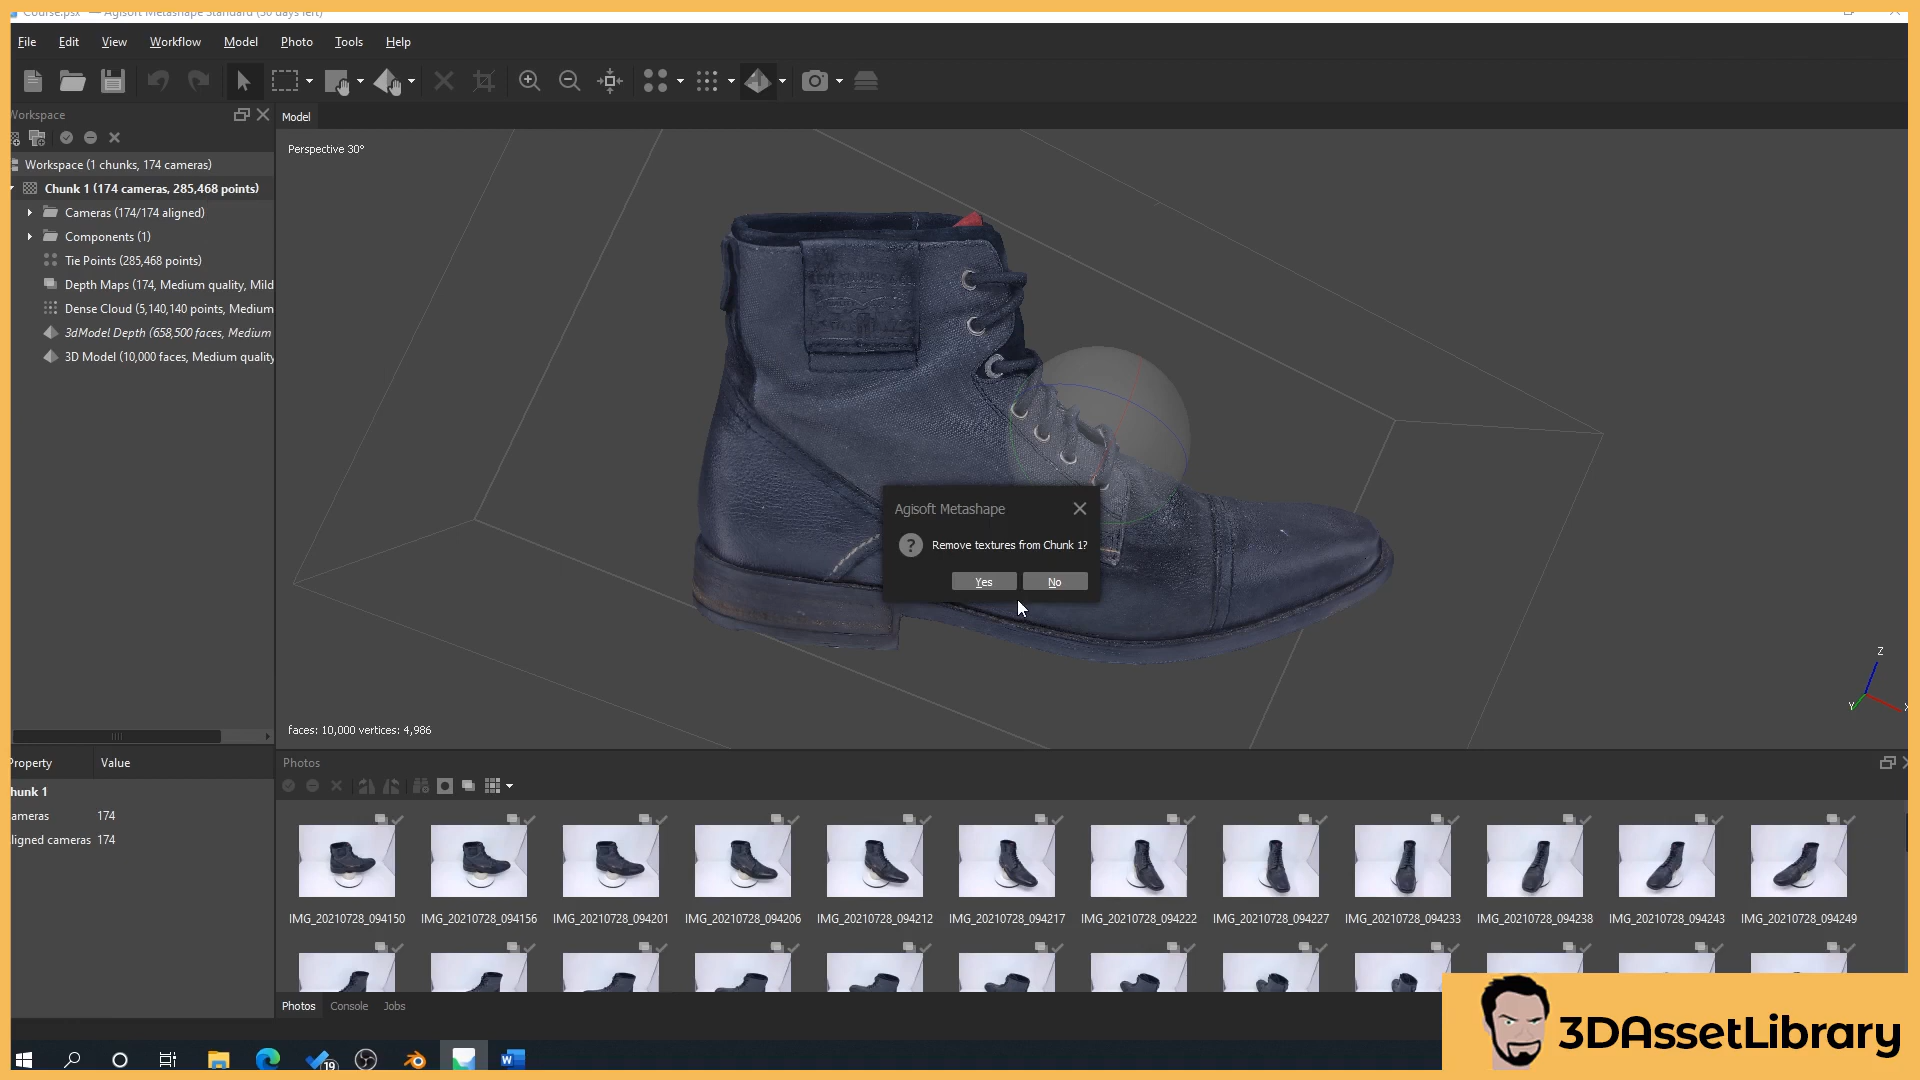 Course.psx — Agisoft Metashape Standard (30 days left)
File Edit View Workflow Model Photo Tools Help
Workspace
Model
Workspace (1 chunks, 174 cameras)
Perspective 30°
Chunk 1 (174 cameras, 285,468 points)
Cameras (174/174 aligned)
Components (1)
Tie Points (285,468 points)
Depth Maps (174, Medium quality, Mild
Dense Cloud (5,140,140 points, Medium
3dModel Depth (658,500 faces, Medium
3D Model (10,000 faces, Medium quality
Agisoft Metashape
? Remove textures from Chunk 1?
Yes No
Z
Y X
faces: 10,000 vertices: 4,986
Property Value
Photos
hunk 1
ameras 174
ligned cameras 174
IMG_20210728_094150 IMG_20210728_094156 IMG_20210728_094201 IMG_20210728_094206 IMG_20210728_094212 IMG_20210728_094217 IMG_20210728_094222 IMG_20210728_094227 IMG_20210728_094233 IMG_20210728_094238 IMG_20210728_094243 IMG_20210728_094249
Photos Console Jobs
3DAssetLibrary
19
W